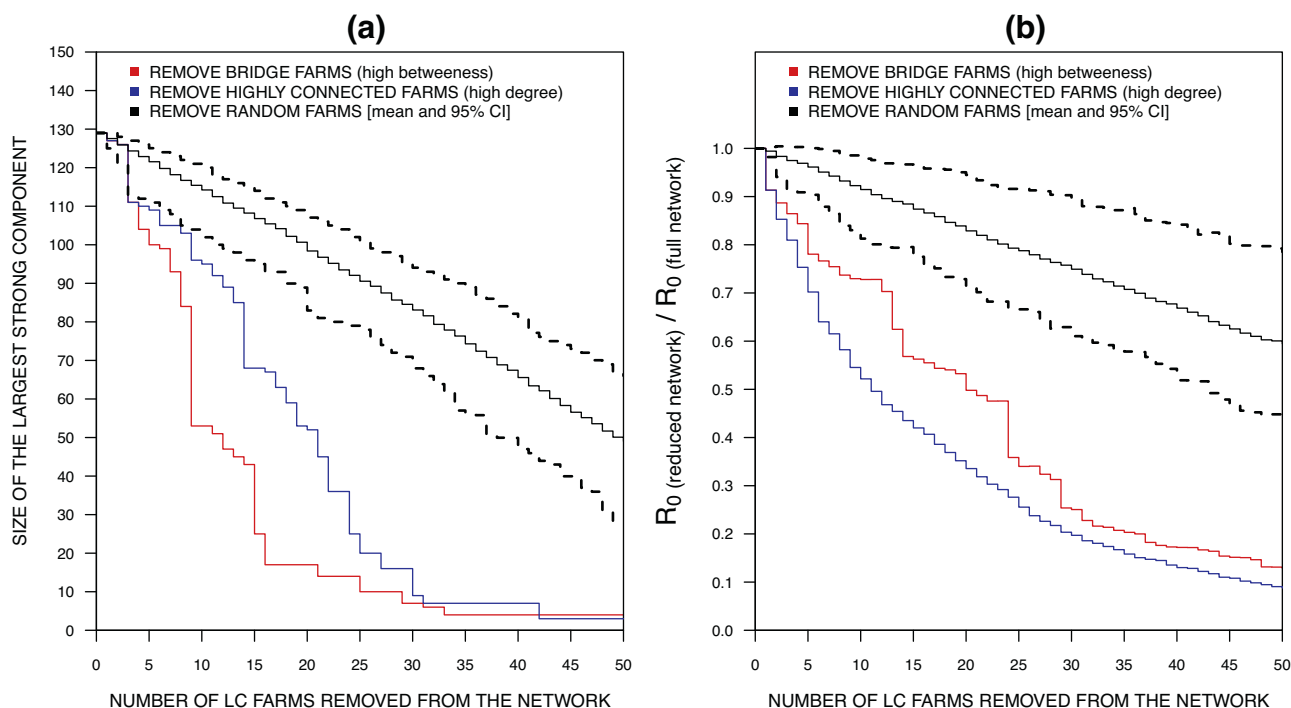 (a)
REMOVE BRIDGE FARMS (high betweeness)
REMOVE HIGHLY CONNECTED FARMS (high degree)
REMOVE RANDOM FARMS [mean and 95% CI]
SIZE OF THE LARGEST STRONG COMPONENT
150
140
130
120
110
100
90
80
70
60
50
40
30
20
10
0
0 5 10 15 20 25 30 35 40 45 50
NUMBER OF LC FARMS REMOVED FROM THE NETWORK
(b)
REMOVE BRIDGE FARMS (high betweeness)
REMOVE HIGHLY CONNECTED FARMS (high degree)
REMOVE RANDOM FARMS [mean and 95% CI]
R0 (reduced network) / R0 (full network)
1.0
0.9
0.8
0.7
0.6
0.5
0.4
0.3
0.2
0.1
0.0
0 5 10 15 20 25 30 35 40 45 50
NUMBER OF LC FARMS REMOVED FROM THE NETWORK